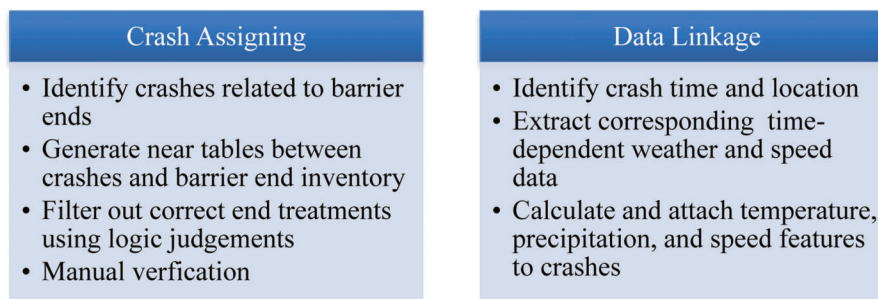 Crash Assigning
• Identify crashes related to barrier
ends
• Generate near tables between
crashes and barrier end inventory
• Filter out correct end treatments
using logic judgements
• Manual verfication
Data Linkage
• Identify crash time and location
• Extract corresponding time-
dependent weather and speed
data
• Calculate and attach temperature,
precipitation, and speed features
to crashes